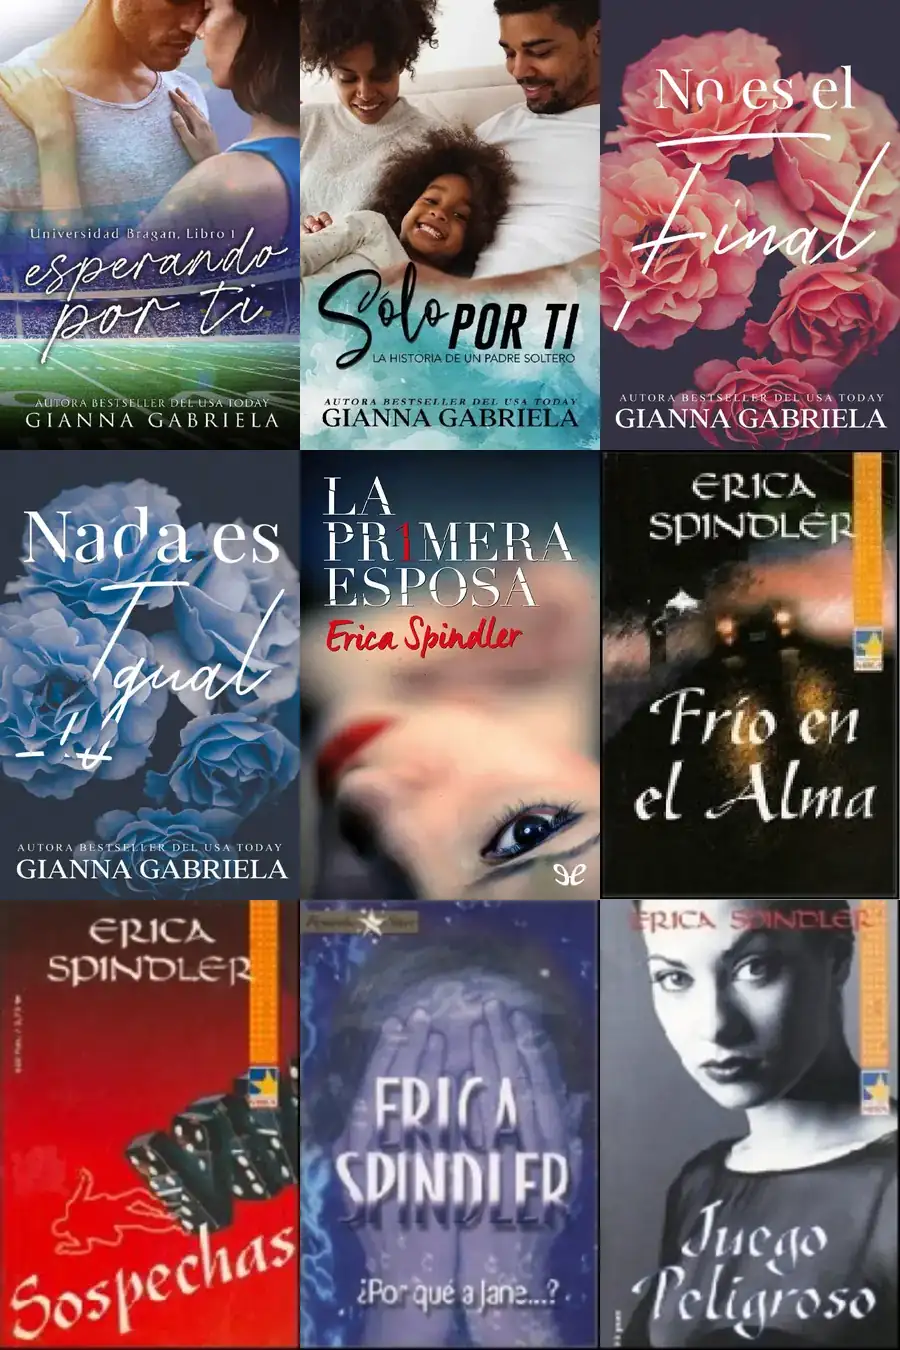 Universidad Bragan, Libro 1
esperando
por ti
AUTORA BESTSELLER DEL USA TODAY
GIANNA GABRIELA
Sólo POR TI
LA HISTORIA DE UN PADRE SOLTERO
AUTORA BESTSELLER DEL USA TODAY
GIANNA GABRIELA
No es el
Final
AUTORA BESTSELLER DEL USA TODAY
GIANNA GABRIELA
Nada es
Igual
AUTORA BESTSELLER DEL USA TODAY
GIANNA GABRIELA
LA
PR1MERA
ESPOSA
Erica Spindler
ERICA
SPINDLER
Frío en
el Alma
ERICA
SPINDLER
Sospechas
ERICA
SPINDLER
¿Por qué a Jane...?
ERICA SPINDLER
Juego
Peligroso